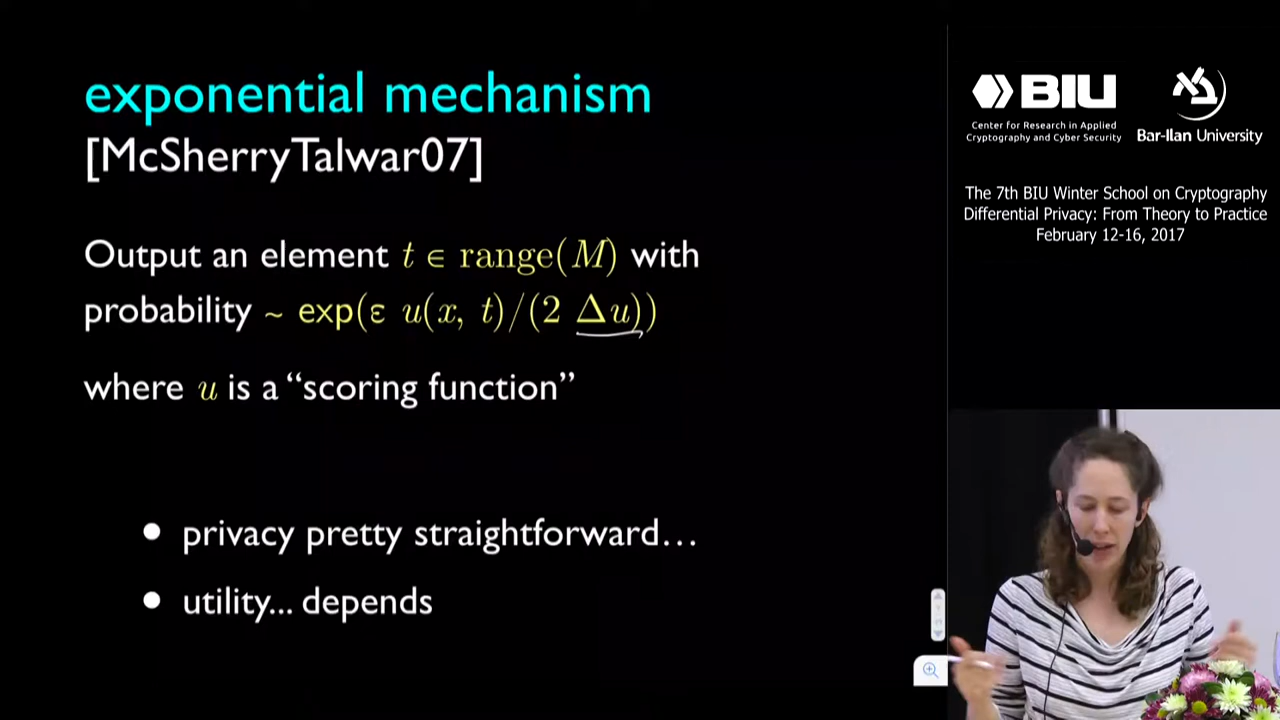 exponential mechanism
[McSherryTalwar07]
Output an element t ∈ range(M) with
probability ~ exp(ε u(x, t)/(2 Δu))
where u is a “scoring function”
• privacy pretty straightforward…
• utility... depends
BIU
Center for Research in Applied
Cryptography and Cyber Security
Bar-Ilan University
The 7th BIU Winter School on Cryptography
Differential Privacy: From Theory to Practice
February 12-16, 2017